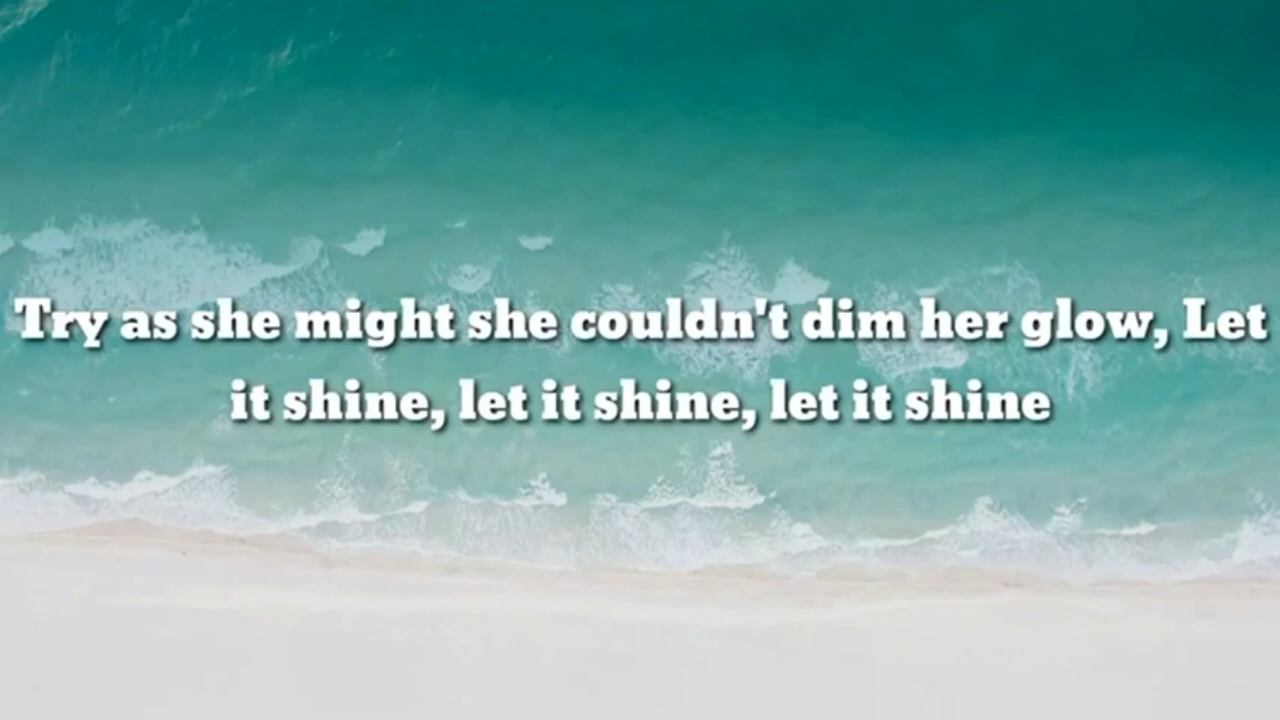 Try as she might she couldn't dim her glow, Let
it shine, let it shine, let it shine